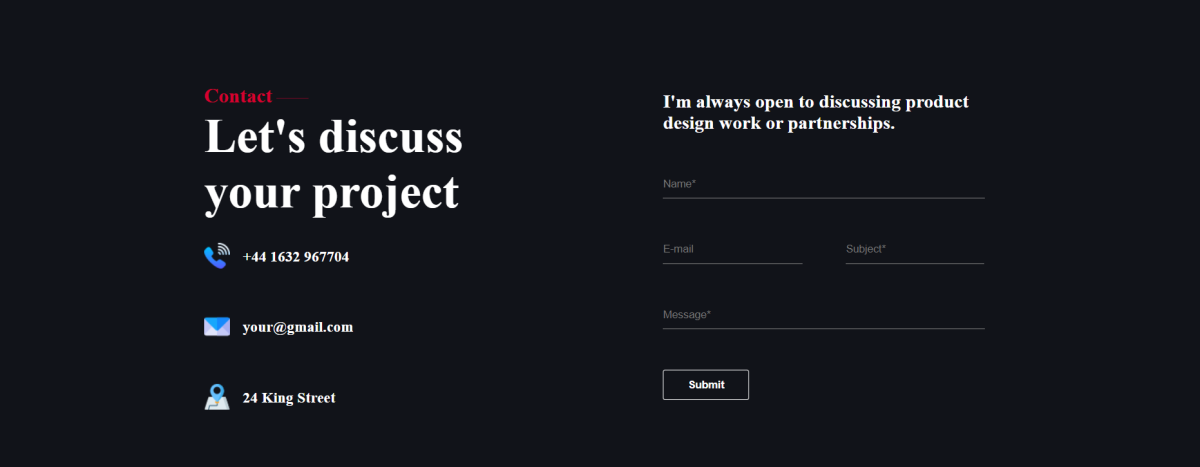 Contact
Let's discuss
your project
+44 1632 967704
your@gmail.com
24 King Street
I'm always open to discussing product
design work or partnerships.
Name*
E-mail
Subject*
Message*
Submit